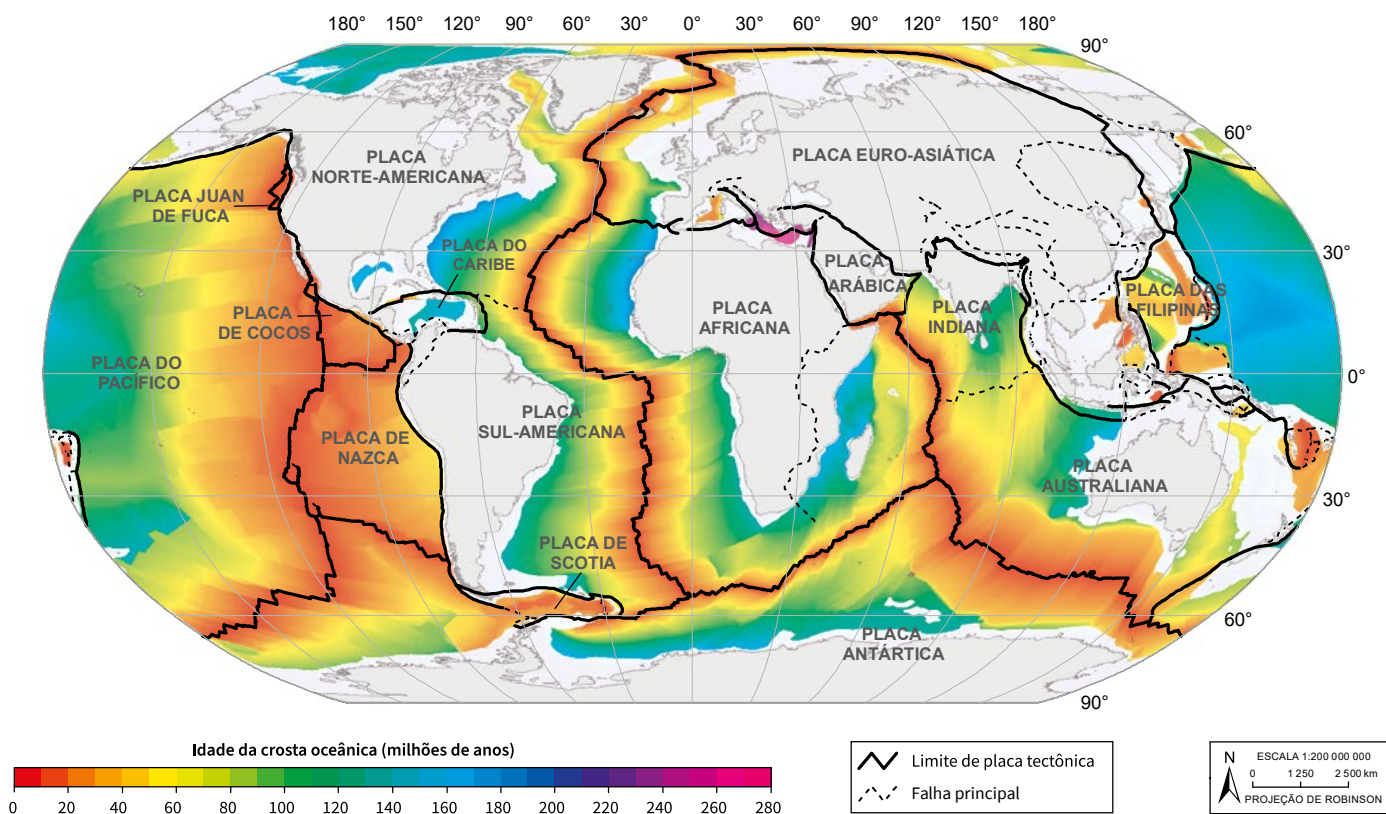 180° 150° 120° 90° 60° 30° 0° 30° 60° 90° 120° 150° 180°
90°
60°
30°
0°
30°
60°
90°
PLACA
NORTE-AMERICANA
PLACA EURO-ASIÁTICA
PLACA JUAN
DE FUCA
PLACA DO
CARIBE
PLACA
ARÁBICA
PLACA
DE COCOS
PLACA
AFRICANA
PLACA
INDIANA
PLACA DAS
FILIPINAS
PLACA DO
PACÍFICO
PLACA
SUL-AMERICANA
PLACA DE
NAZCA
PLACA
AUSTRALIANA
PLACA DE
SCOTIA
PLACA
ANTÁRTICA
Idade da crosta oceânica (milhões de anos)
0 20 40 60 80 100 120 140 160 180 200 220 240 260 280
Limite de placa tectônica
Falha principal
N
ESCALA 1:200 000 000
0 1 250 2 500 km
PROJEÇÃO DE ROBINSON